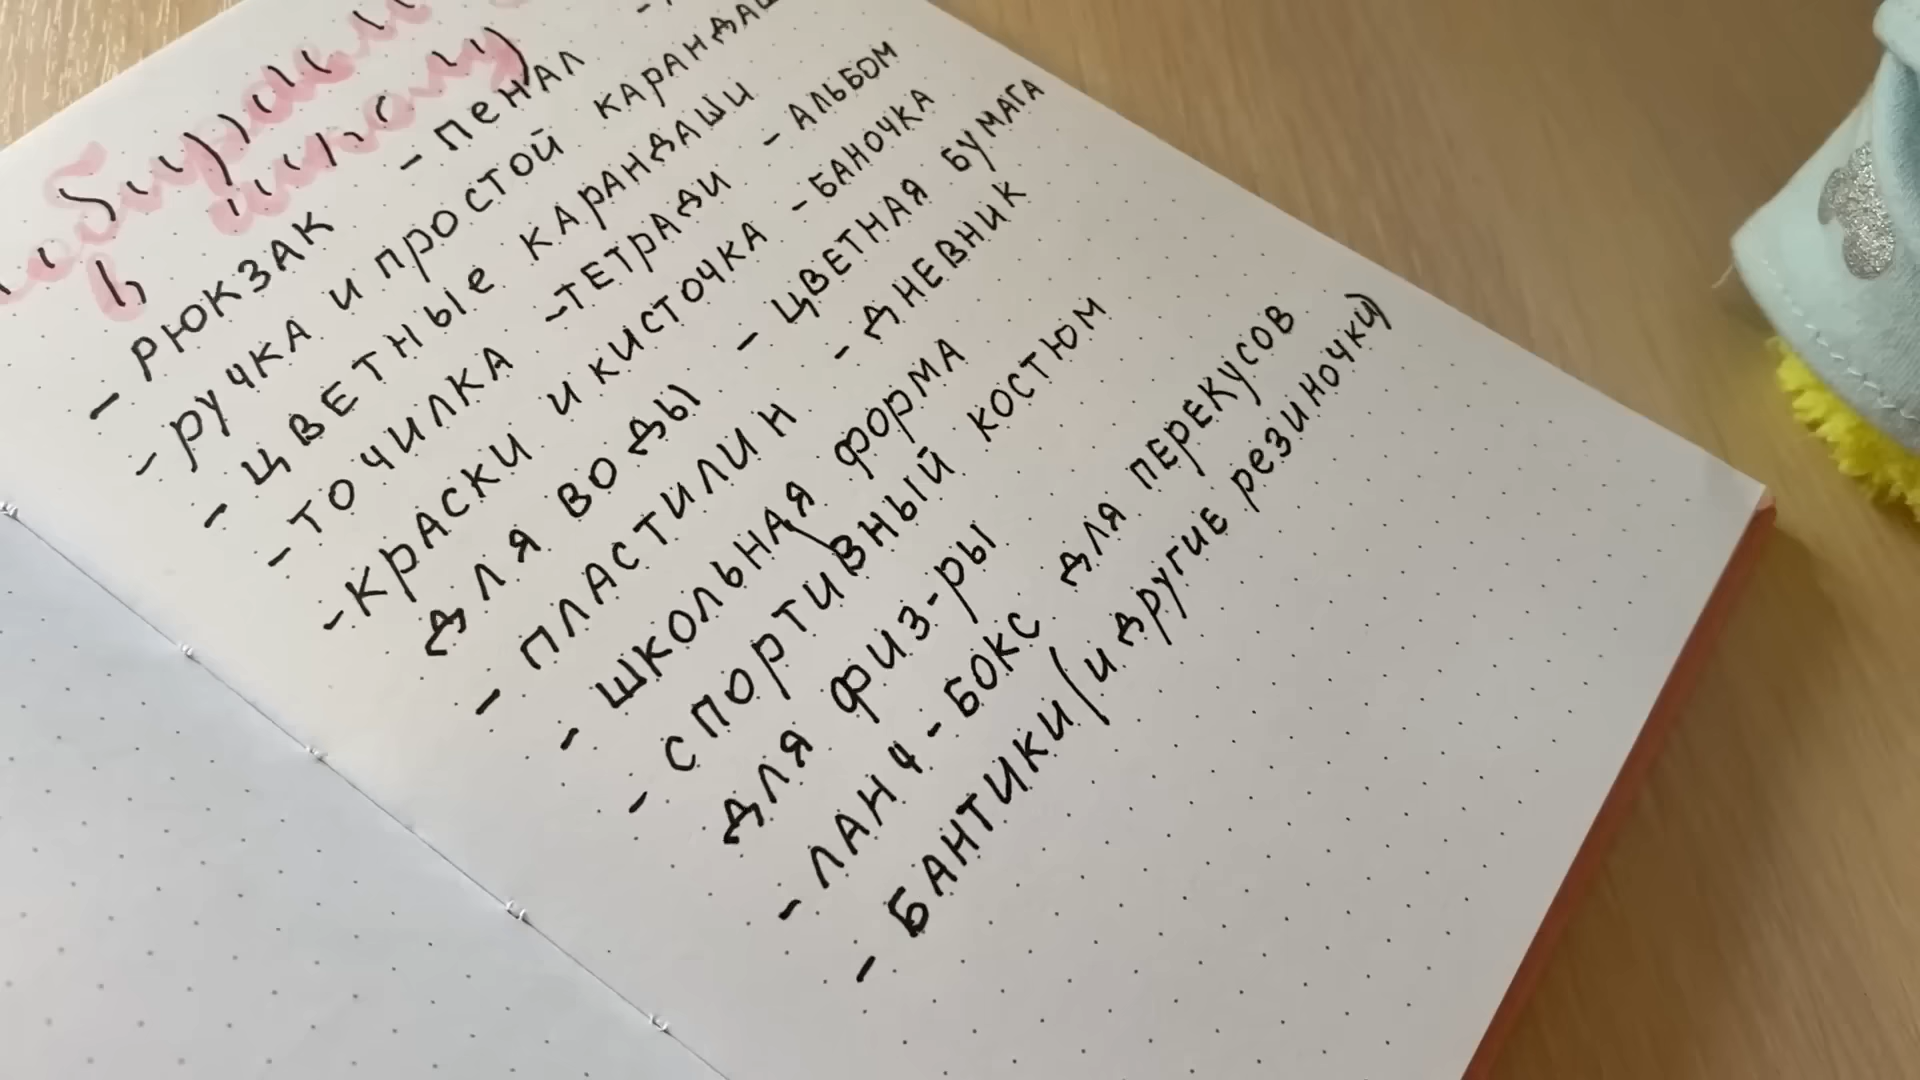 в школу
- РЮКЗАК - ПЕНАЛ -
- РУЧКА И ПРОСТОЙ
- ЦВЕТНЫЕ КАРАНДАШИ
- ТОЧИЛКА - ТЕТРАДИ - АЛЬБОМ
- КРАСКИ И КИСТОЧКА - БАНОЧКА
ДЛЯ ВОДЫ - ЦВЕТНАЯ БУМАГА
- ПЛАСТИЛИН - ДНЕВНИК
- ШКОЛЬНАЯ ФОРМА
- СПОРТИВНЫЙ КОСТЮМ
ДЛЯ ФИЗ-РЫ
- ЛАНЧ-БОКС ДЛЯ ПЕРЕКУСОВ
- БАНТИКИ (И ДРУГИЕ РЕЗИНОЧКИ)